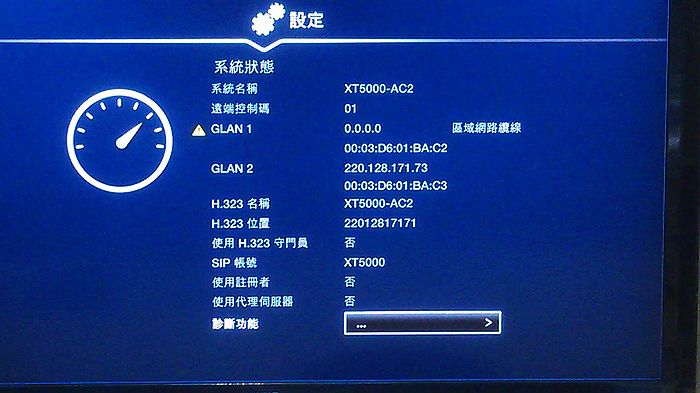 設定
系統狀態
系統名稱 XT5000-AC2
遠端控制碼 01
GLAN 1 0.0.0.0 區域網路纜線
00:03:D6:01:BA:C2
GLAN 2 220.128.171.73
00:03:D6:01:BA:C3
H.323 名稱 XT5000-AC2
H.323 位置 22012817171
使用 H.323 守門員 否
SIP 帳號 XT5000
使用註冊者 否
使用代理伺服器 否
診斷功能 ... >